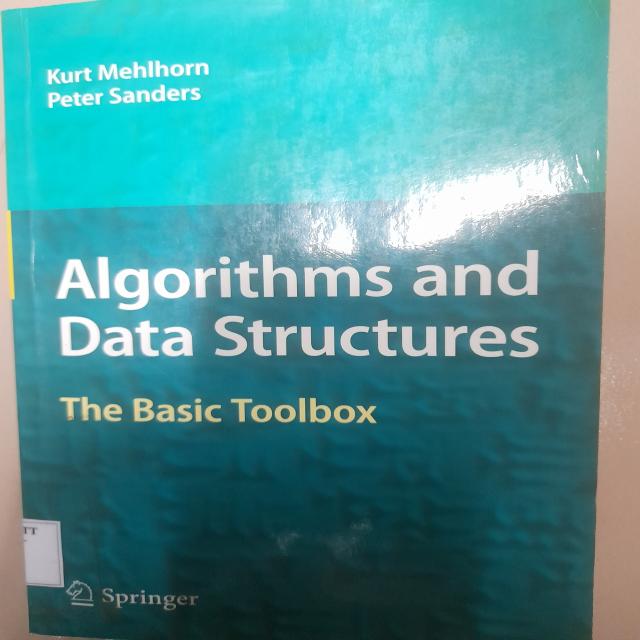 Kurt Mehlhorn
Peter Sanders
Algorithms and
Data Structures
The Basic Toolbox
Springer